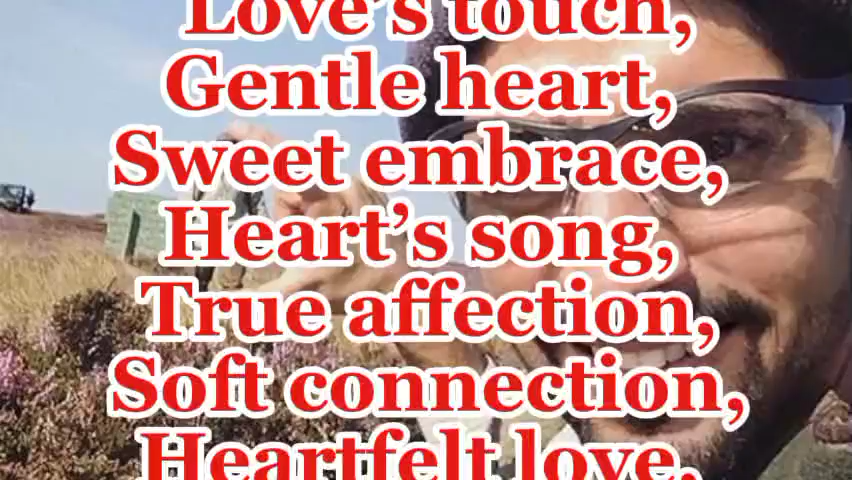 Love’s touch,
Gentle heart,
Sweet embrace,
Heart’s song,
True affection,
Soft connection,
Heartfelt love,